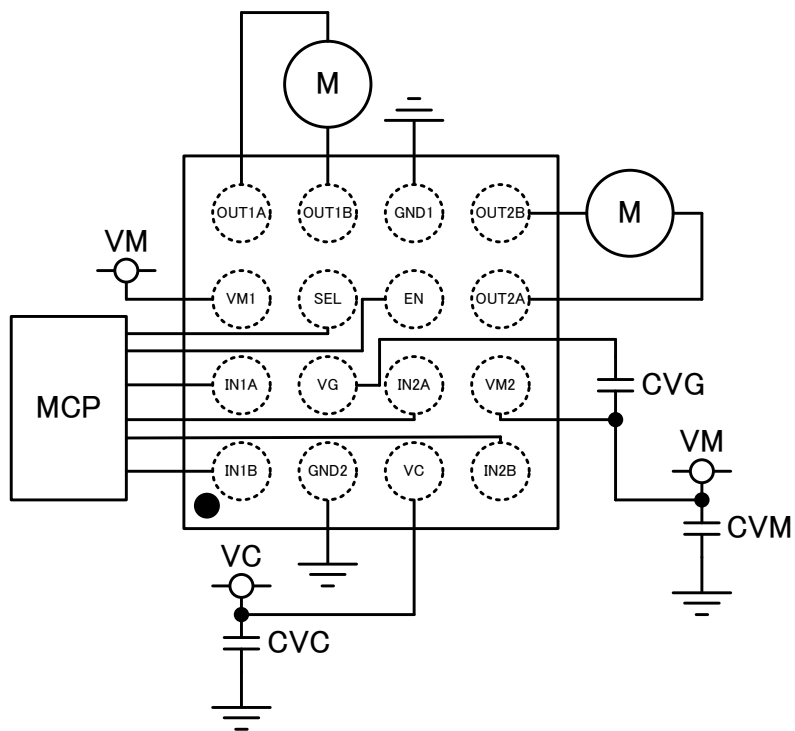 M
OUT1A OUT1B GND1 OUT2B M
VM
VM1 SEL EN OUT2A
MCP IN1A VG IN2A VM2 CVG
VM
IN1B GND2 VC IN2B
CVM
VC
CVC